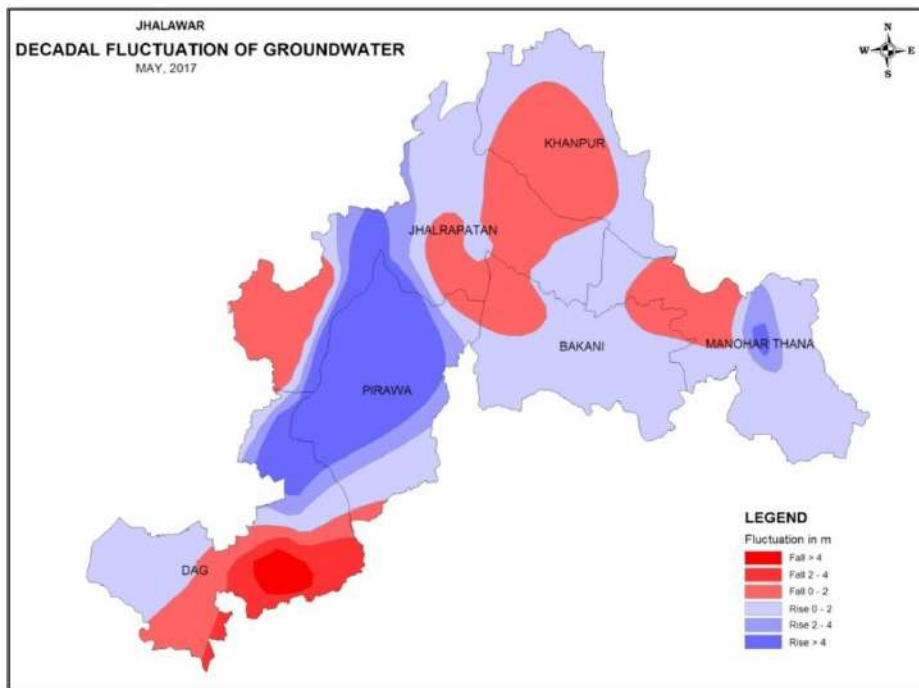 JHALAWAR
DECADAL FLUCTUATION OF GROUNDWATER
MAY, 2017
N
W E
S
KHANPUR
JHALRAPATAN
BAKANI
MANOHAR THANA
PIRAWA
DAG
LEGEND
Fluctuation in m
Fall > 4
Fall 2 - 4
Fall 0 - 2
Rise 0 - 2
Rise 2 - 4
Rise > 4